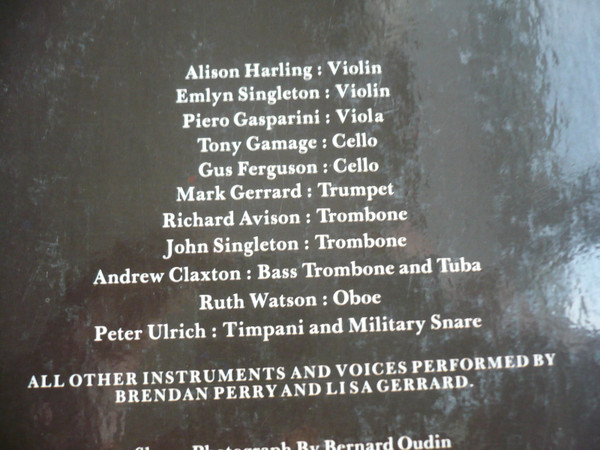 Alison Harling : Violin
Emlyn Singleton : Violin
Piero Gasparini : Viola
Tony Gamage : Cello
Gus Ferguson : Cello
Mark Gerrard : Trumpet
Richard Avison : Trombone
John Singleton : Trombone
Andrew Claxton : Bass Trombone and Tuba
Ruth Watson : Oboe
Peter Ulrich : Timpani and Military Snare
ALL OTHER INSTRUMENTS AND VOICES PERFORMED BY
BRENDAN PERRY AND LISA GERRARD.
Photograph By Bernard Oudin